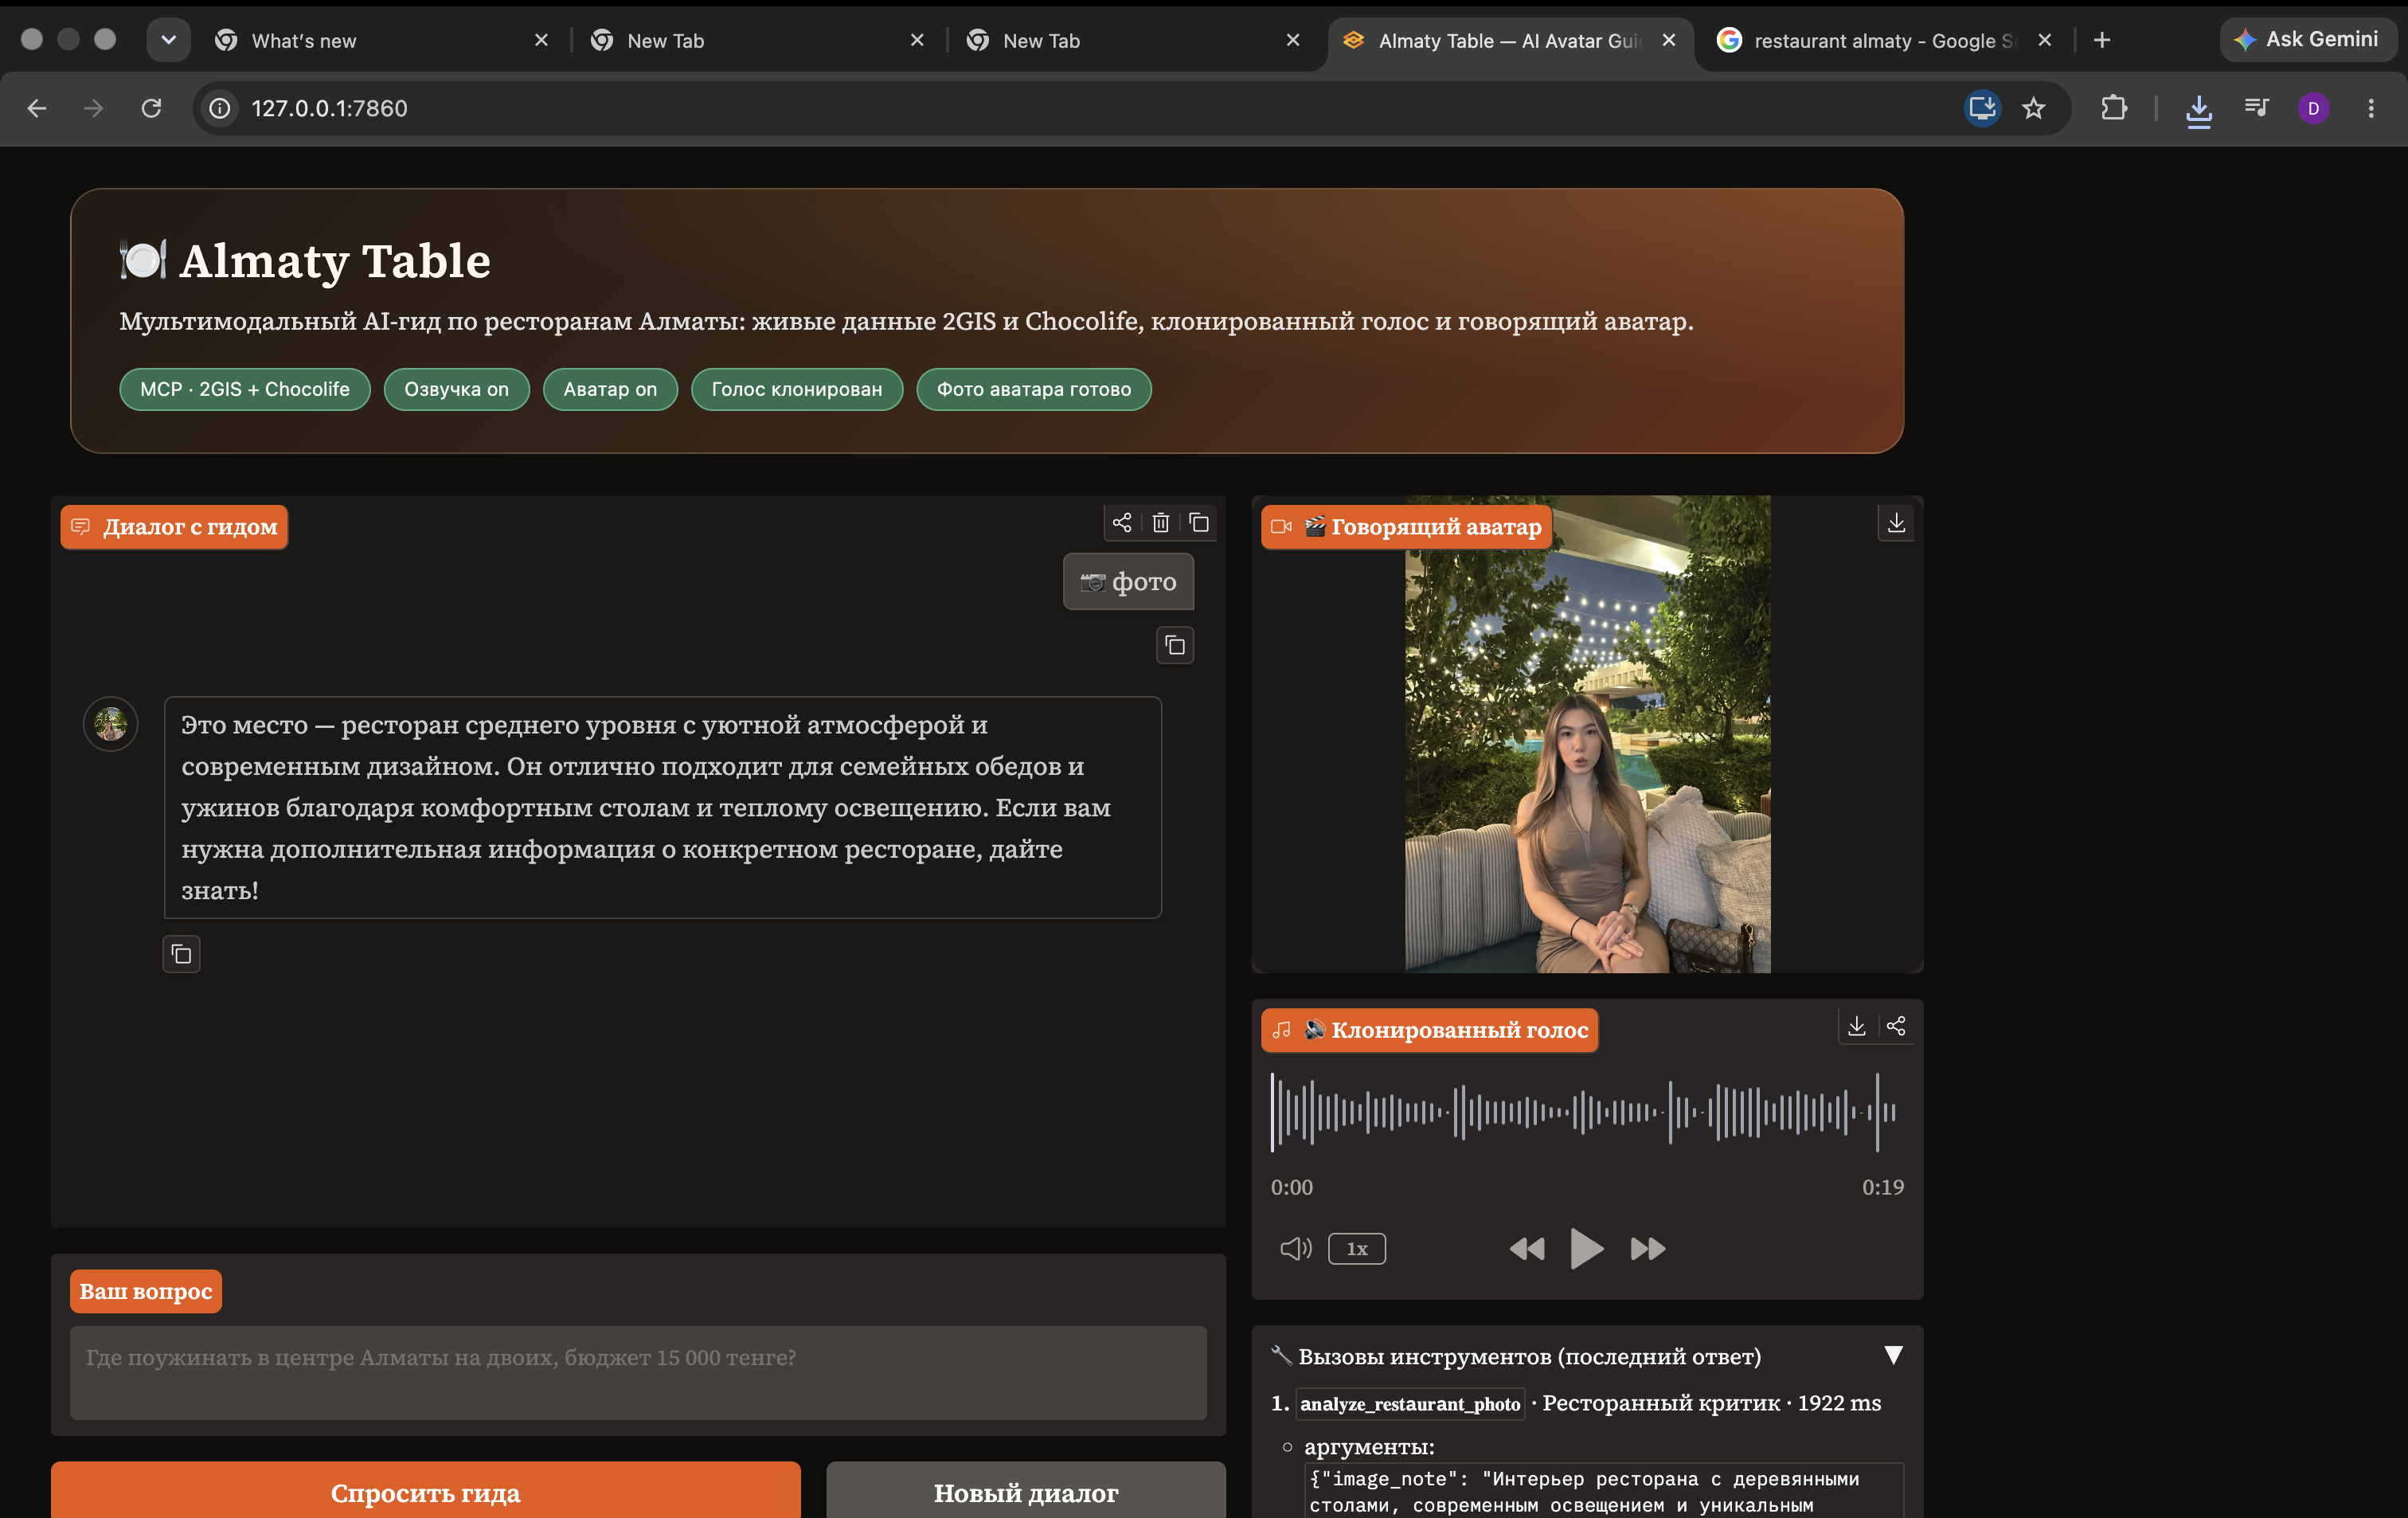 What's new
New Tab
New Tab
Almaty Table — AI Avatar Gui
restaurant almaty - Google S
Ask Gemini
127.0.0.1:7860
D
Almaty Table
Мультимодальный AI-гид по ресторанам Алматы: живые данные 2GIS и Chocolife, клонированный голос и говорящий аватар.
MCP · 2GIS + Chocolife
Озвучка on
Аватар on
Голос клонирован
Фото аватара готово
Диалог с гидом
фото
Это место — ресторан среднего уровня с уютной атмосферой и
современным дизайном. Он отлично подходит для семейных обедов и
ужинов благодаря комфортным столам и теплому освещению. Если вам
нужна дополнительная информация о конкретном ресторане, дайте
знать!
Ваш вопрос
Где поужинать в центре Алматы на двоих, бюджет 15 000 тенге?
Спросить гида
Новый диалог
Говорящий аватар
Клонированный голос
0:00
0:19
1x
Вызовы инструментов (последний ответ)
1. analyze_restaurant_photo · Ресторанный критик · 1922 ms
аргументы:
{"image_note": "Интерьер ресторана с деревянными
столами, современным освещением и уникальным